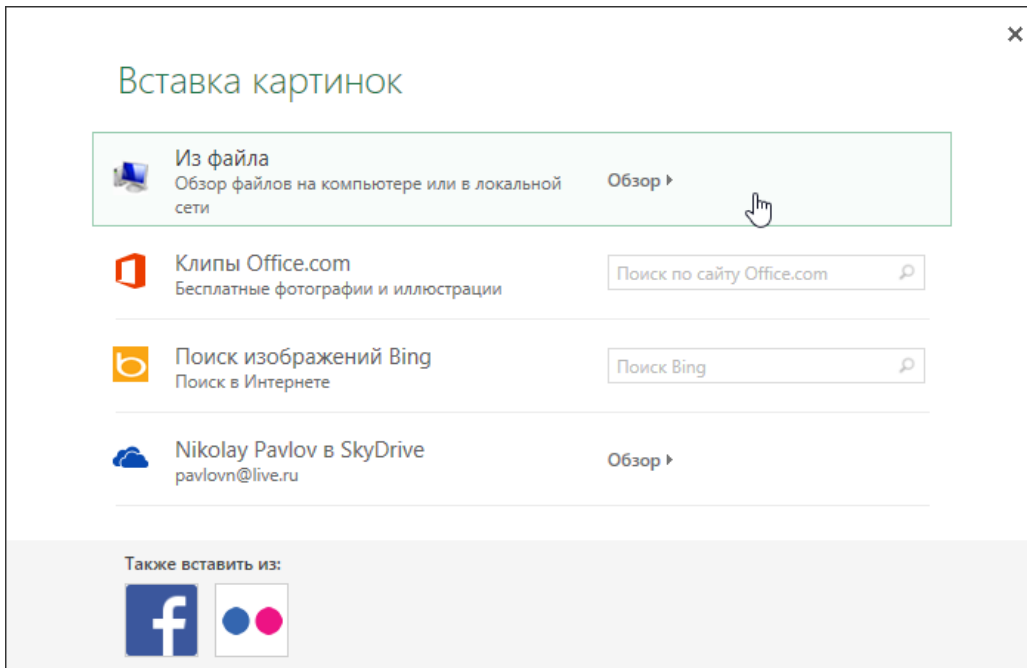 Вставка картинок
Из файла
Обзор файлов на компьютере или в локальной
сети
Обзор
Клипы Office.com
Бесплатные фотографии и иллюстрации
Поиск по сайту Office.com
Поиск изображений Bing
Поиск в Интернете
Поиск Bing
Nikolay Pavlov в SkyDrive
pavlovn@live.ru
Обзор
Также вставить из: